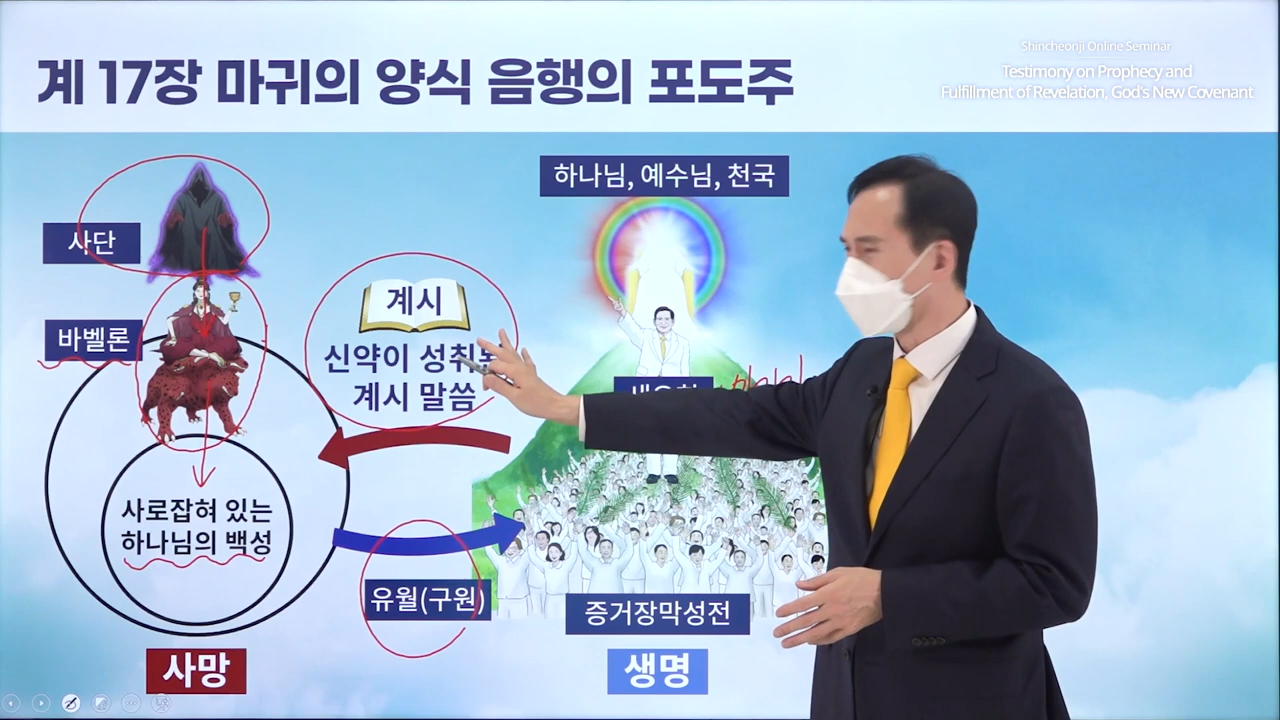 Shincheonji Online Seminar
Testimony on Prophecy and
Fulfillment of Revelation, God's New Covenant
계 17장 마귀의 양식 음행의 포도주
하나님, 예수님, 천국
사단
바벨론
계시
신약이
계시 말씀
사로잡혀 있는
하나님의 백성
유월(구원)
증거장막성전
사망
생명